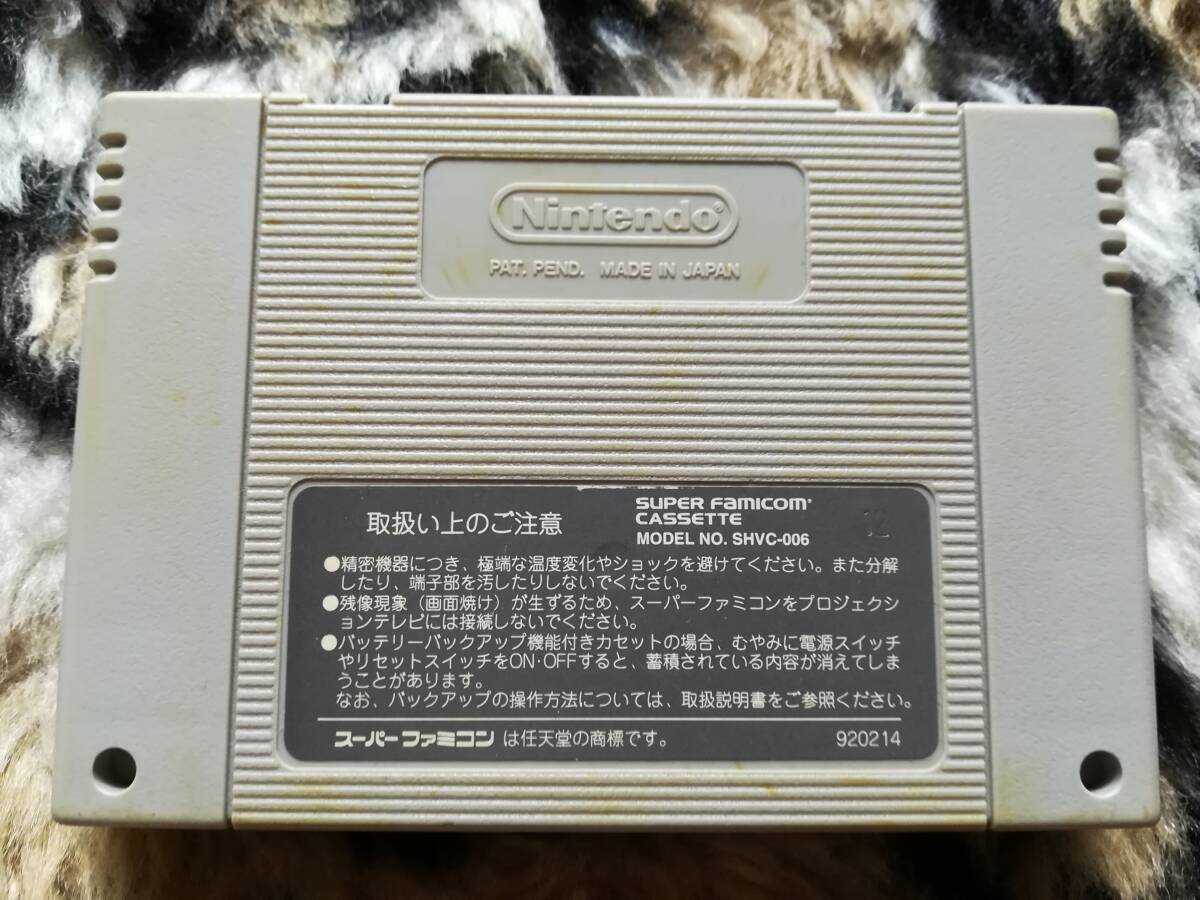 Nintendo®
PAT. PEND. MADE IN JAPAN
取扱い上のご注意
SUPER FAMICOM®
CASSETTE
MODEL NO. SHVC-006
●精密機器につき、極端な温度変化やショックを避けてください。また分解
したり、端子部を汚したりしないでください。
●残像現象（画面焼け）が生ずるため、スーパーファミコンをプロジェクシ
ョンテレビには接続しないでください。
●バッテリーバックアップ機能付きカセットの場合、むやみに電源スイッチ
やリセットスイッチをON・OFFすると、蓄積されている内容が消えてしま
うことがあります。
なお、バックアップの操作方法については、取扱説明書をご参照ください。
スーパーファミコン は任天堂の商標です。
920214